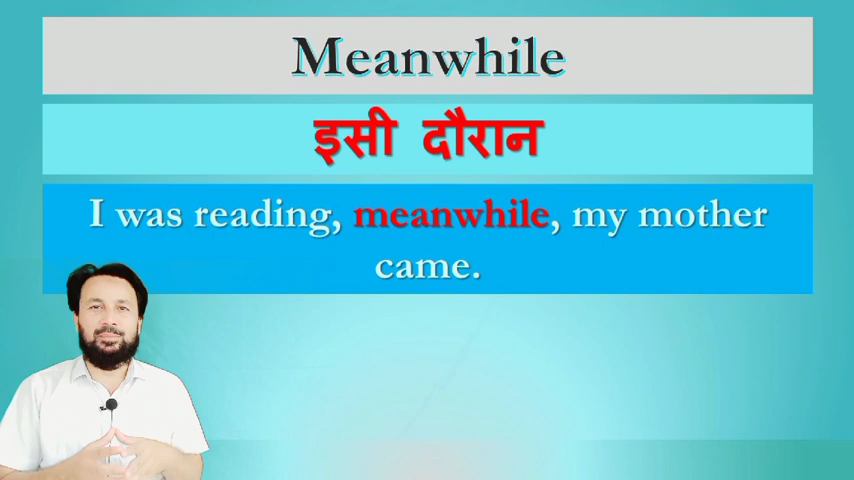 Meanwhile
इसी दौरान
I was reading, meanwhile, my mother
came.